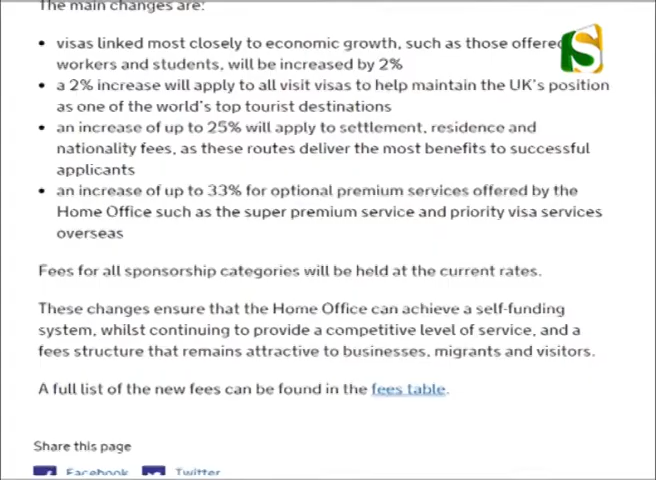 The main changes are:
visas linked most closely to economic growth, such as those offered
workers and students, will be increased by 2%
a 2% increase will apply to all visit visas to help maintain the UK's position
as one of the world's top tourist destinations
an increase of up to 25% will apply to settlement, residence and
nationality fees, as these routes deliver the most benefits to successful
applicants
an increase of up to 33% for optional premium services offered by the
Home Office such as the super premium service and priority visa services
overseas
Fees for all sponsorship categories will be held at the current rates.
These changes ensure that the Home Office can achieve a self-funding
system, whilst continuing to provide a competitive level of service, and a
fees structure that remains attractive to businesses, migrants and visitors.
A full list of the new fees can be found in the fees table.
Share this page
Facebook Twitter